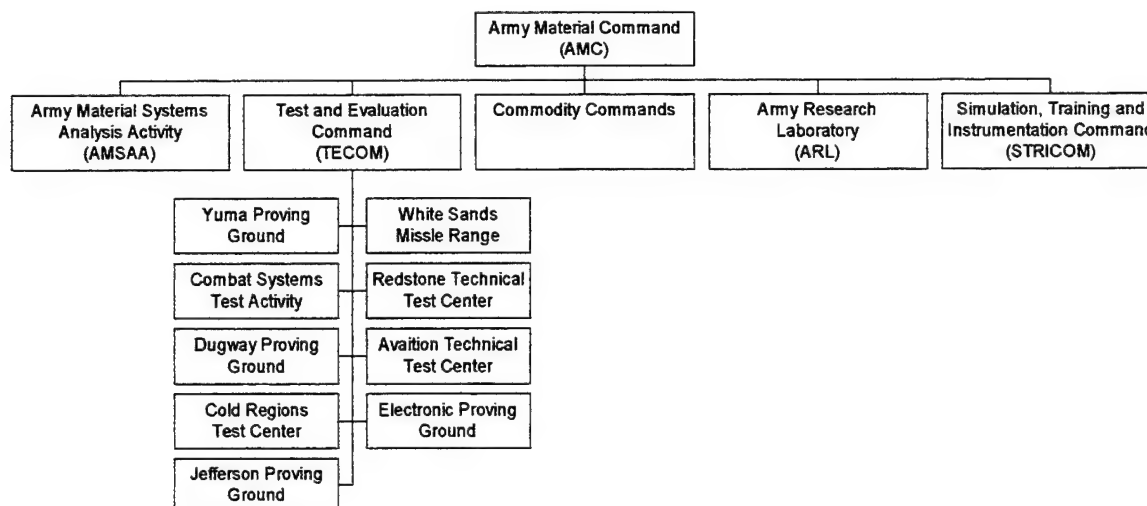 Army Material Command
(AMC)
Army Material Systems
Analysis Activity
(AMSAA)
Test and Evaluation
Command
(TECOM)
Commodity Commands
Army Research
Laboratory
(ARL)
Simulation, Training and
Instrumentation Command
(STRICOM)
Yuma Proving
Ground
White Sands
Missle Range
Combat Systems
Test Activity
Redstone Technical
Test Center
Dugway Proving
Ground
Avaition Technical
Test Center
Cold Regions
Test Center
Electronic Proving
Ground
Jefferson Proving
Ground